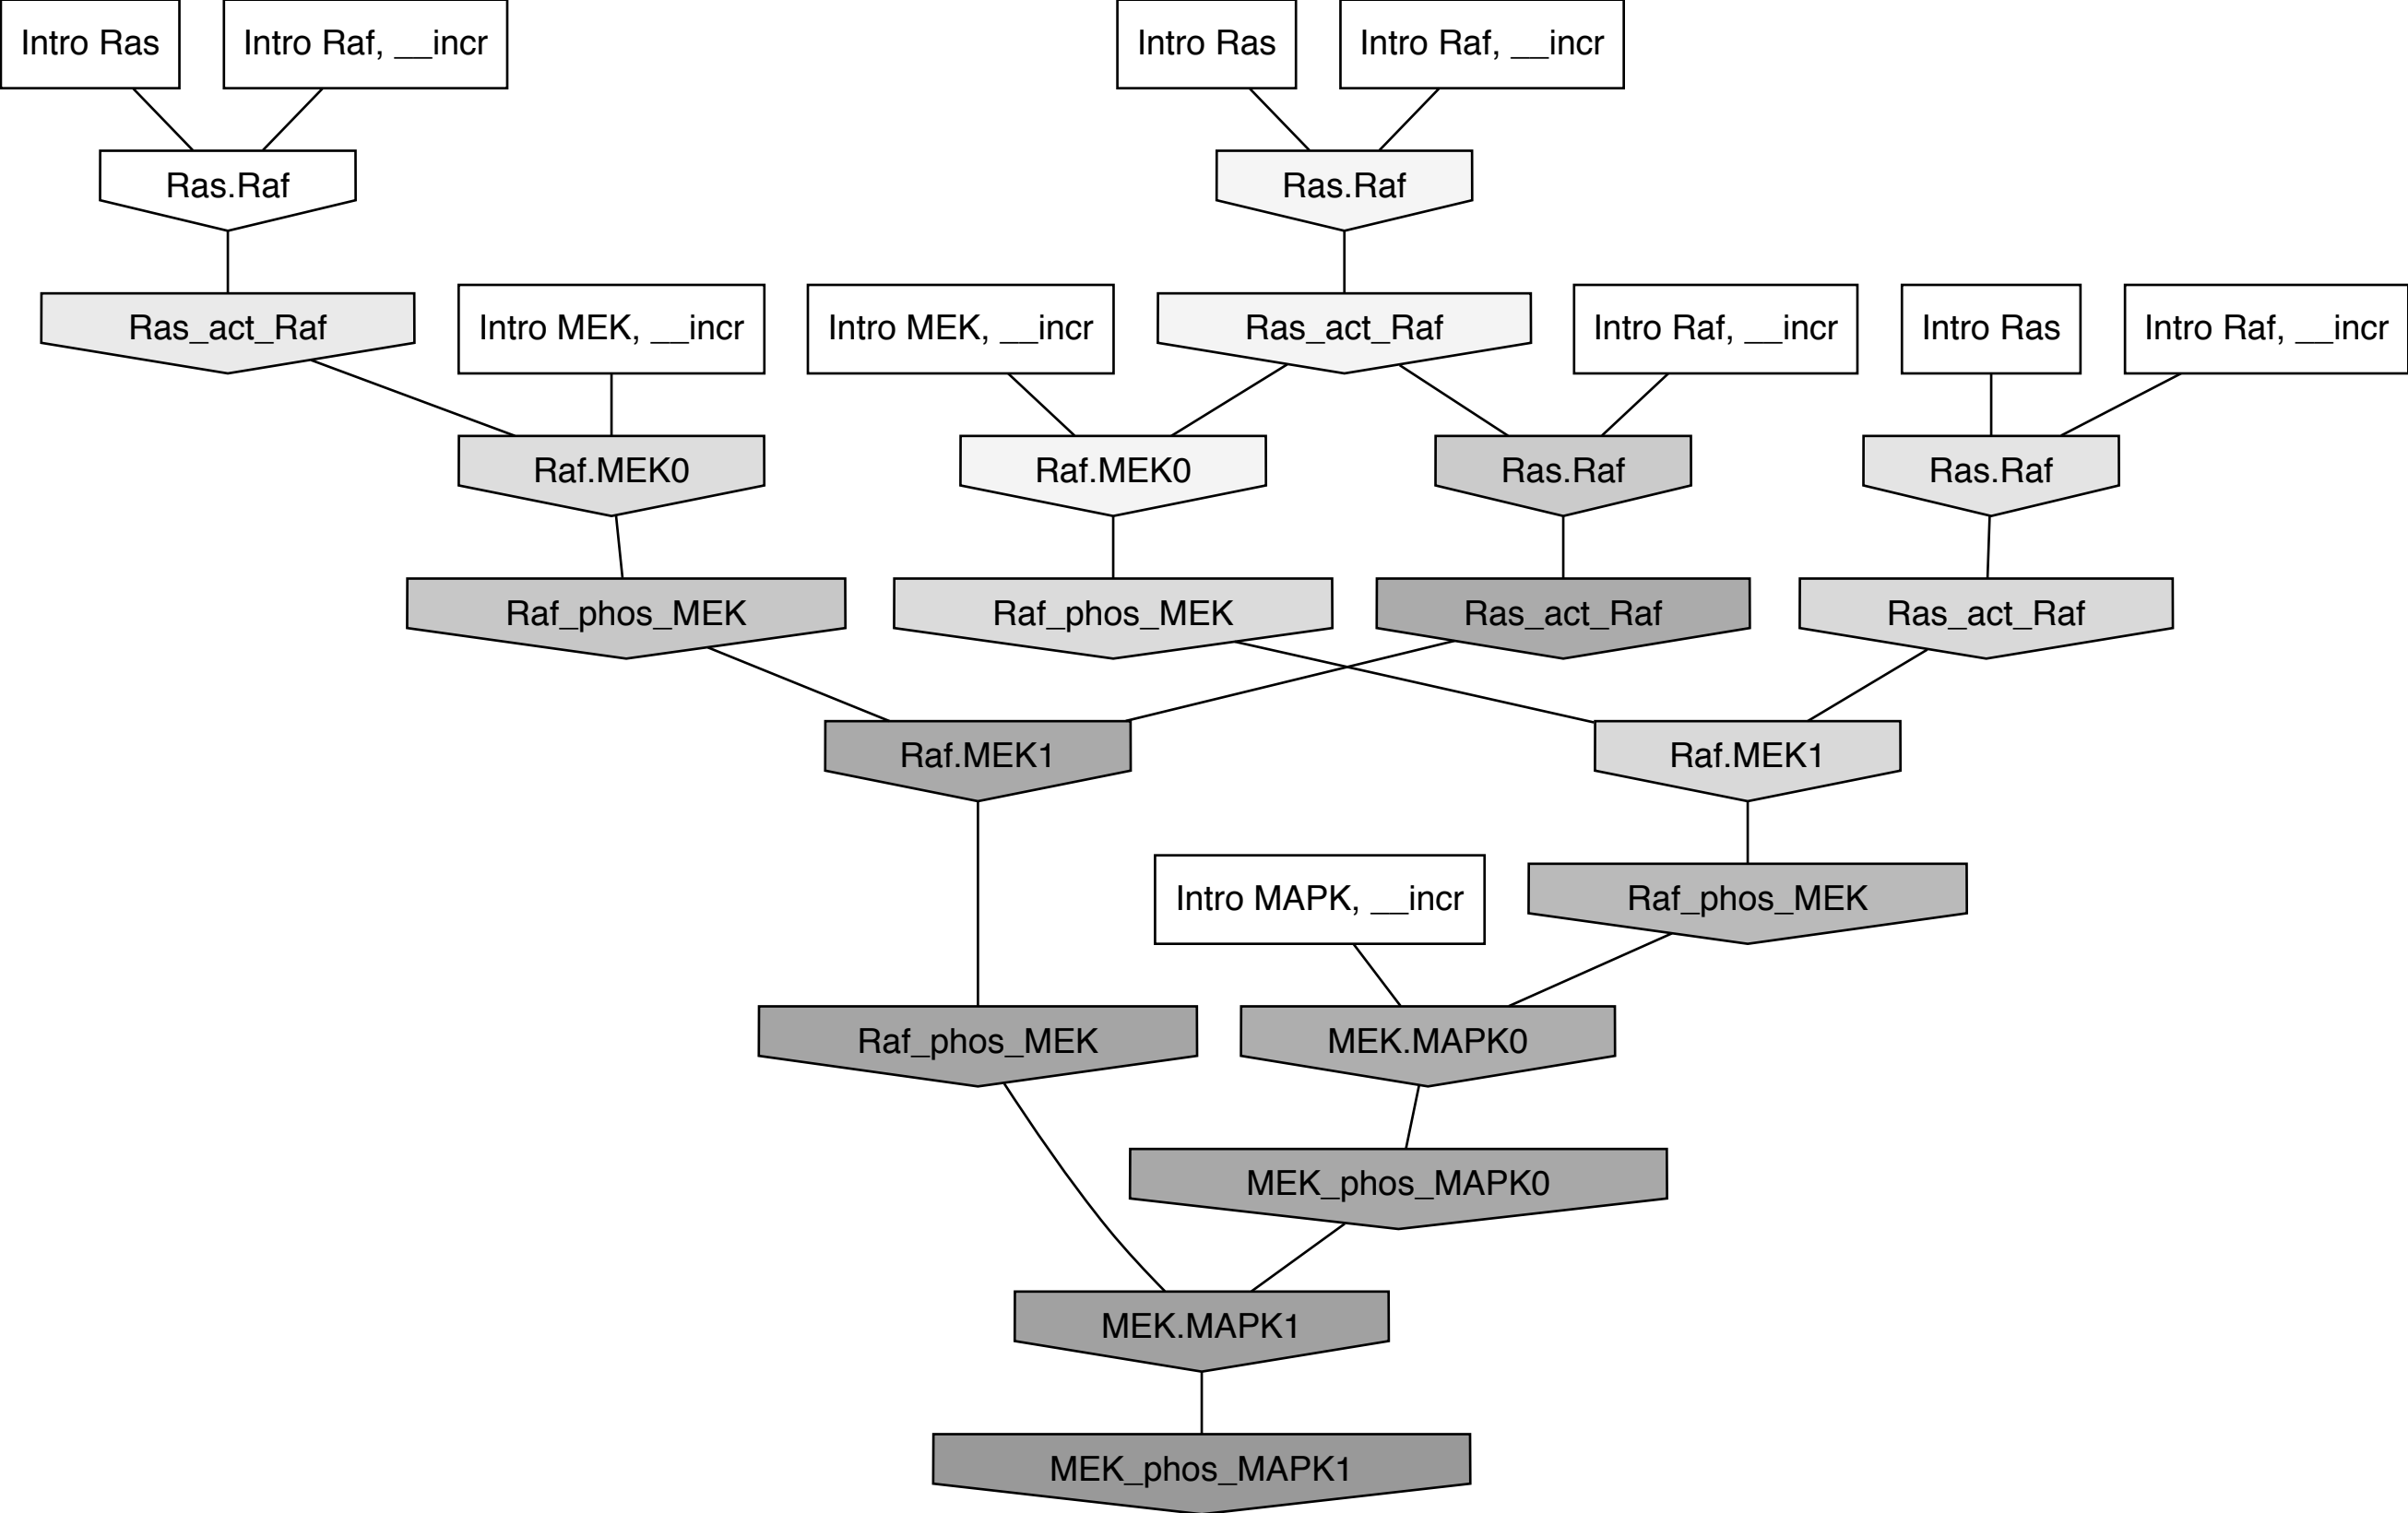 Intro Ras
Intro Raf, __incr
Intro Ras
Intro Raf, __incr
Ras.Raf
Ras.Raf
Ras_act_Raf
Intro MEK, __incr
Intro MEK, __incr
Ras_act_Raf
Intro Raf, __incr
Intro Ras
Intro Raf, __incr
Raf.MEK0
Raf.MEK0
Ras.Raf
Ras.Raf
Raf_phos_MEK
Raf_phos_MEK
Ras_act_Raf
Ras_act_Raf
Raf.MEK1
Raf.MEK1
Intro MAPK, __incr
Raf_phos_MEK
Raf_phos_MEK
MEK.MAPK0
MEK_phos_MAPK0
MEK.MAPK1
MEK_phos_MAPK1